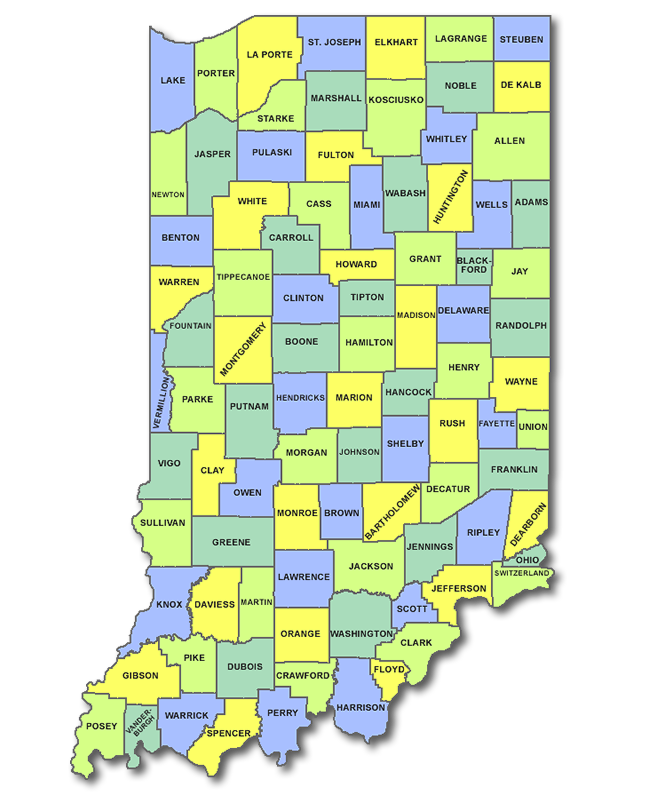 ST. JOSEPH
ELKHART
LAGRANGE
STEUBEN
LA PORTE
LAKE
PORTER
NOBLE
DE KALB
MARSHALL
KOSCIUSKO
STARKE
WHITLEY
ALLEN
JASPER
PULASKI
FULTON
NEWTON
WABASH
HUNTINGTON
WHITE
CASS
MIAMI
WELLS
ADAMS
BENTON
CARROLL
GRANT
BLACK-
FORD
JAY
HOWARD
WARREN
TIPPECANOE
CLINTON
TIPTON
MADISON
DELAWARE
FOUNTAIN
RANDOLPH
MONTGOMERY
BOONE
HAMILTON
HENRY
WAYNE
VERMILLION
PARKE
PUTNAM
HENDRICKS
MARION
HANCOCK
RUSH
FAYETTE
UNION
SHELBY
MORGAN
JOHNSON
VIGO
CLAY
FRANKLIN
OWEN
DECATUR
MONROE
BROWN
BARTHOLOMEW
SULLIVAN
DEARBORN
RIPLEY
GREENE
JENNINGS
OHIO
JACKSON
SWITZERLAND
LAWRENCE
JEFFERSON
KNOX
DAVIESS
MARTIN
SCOTT
ORANGE
WASHINGTON
CLARK
PIKE
DUBOIS
FLOYD
GIBSON
CRAWFORD
HARRISON
PERRY
WARRICK
POSEY
VANDER-
BURGH
SPENCER